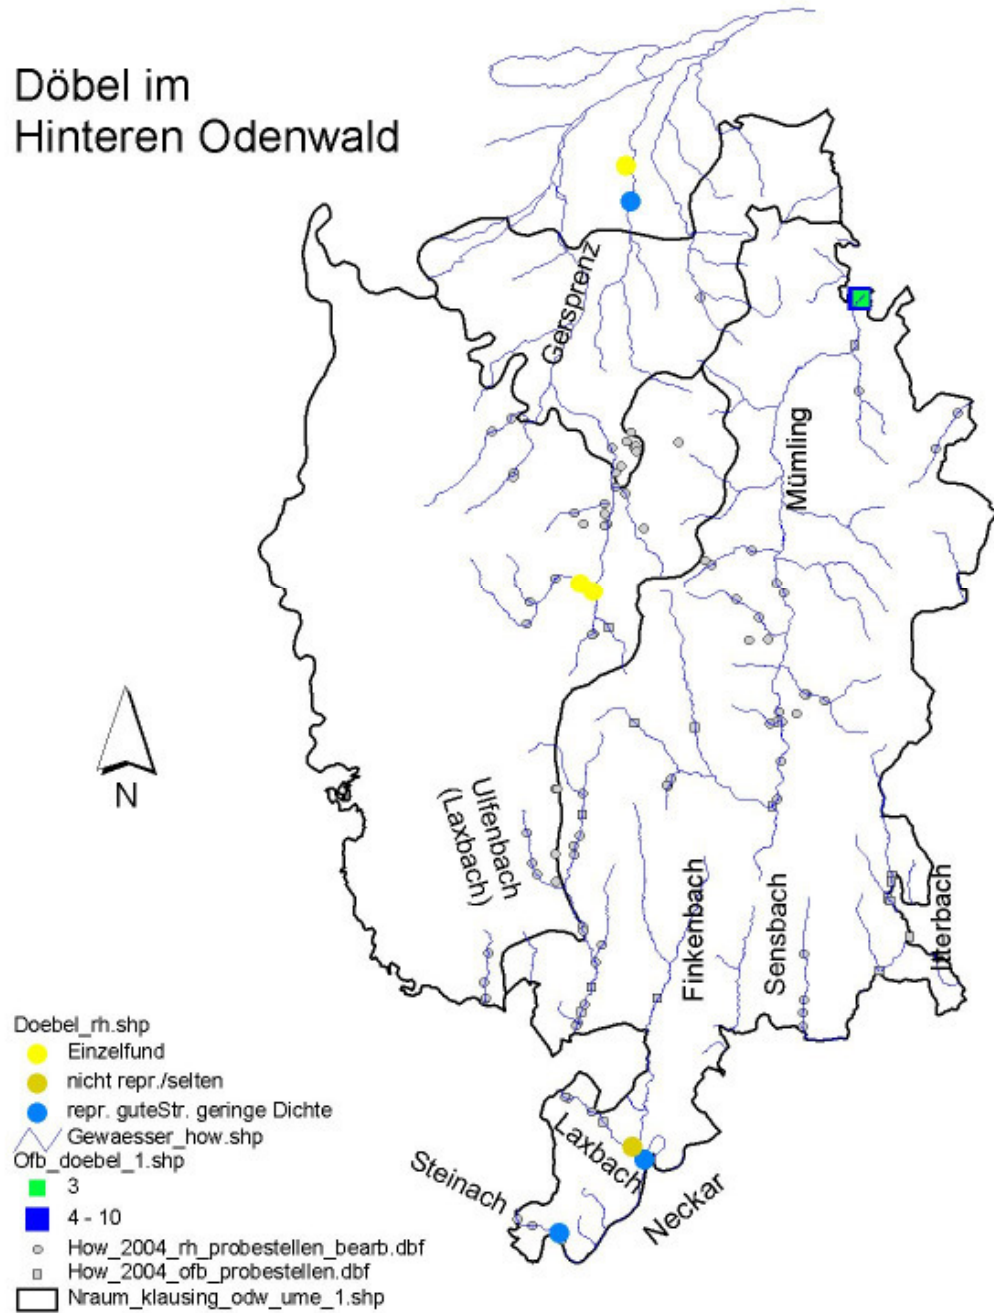 Döbel im
Hinteren Odenwald
Gersprenz
Mümling
N
Ulfenbach
(Laxbach)
Finkenbach
Sensbach
Itterbach
Laxbach
Steinach
Neckar
Doebel_rh.shp
Einzelfund
nicht repr./selten
repr. guteStr. geringe Dichte
Gewaesser_how.shp
Ofb_doebel_1.shp
3
4 - 10
How_2004_rh_probestellen_bearb.dbf
How_2004_ofb_probestellen.dbf
Nraum_klausing_odw_ume_1.shp